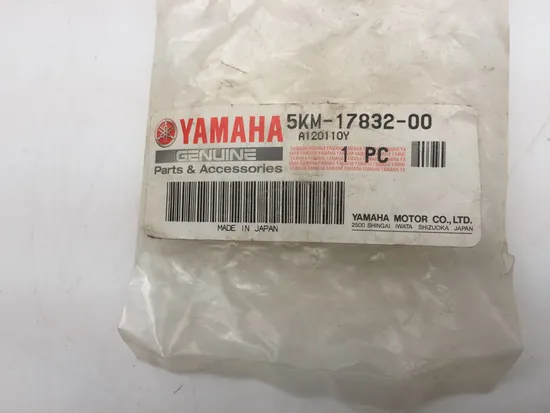 YAMAHA
GENUINE
Parts & Accessories
5KM-17832-00
A120110Y
1 PC
MADE IN JAPAN
YAMAHA MOTOR CO.,LTD.
2500 SHINGAI IWATA SHIZUOKA JAPAN